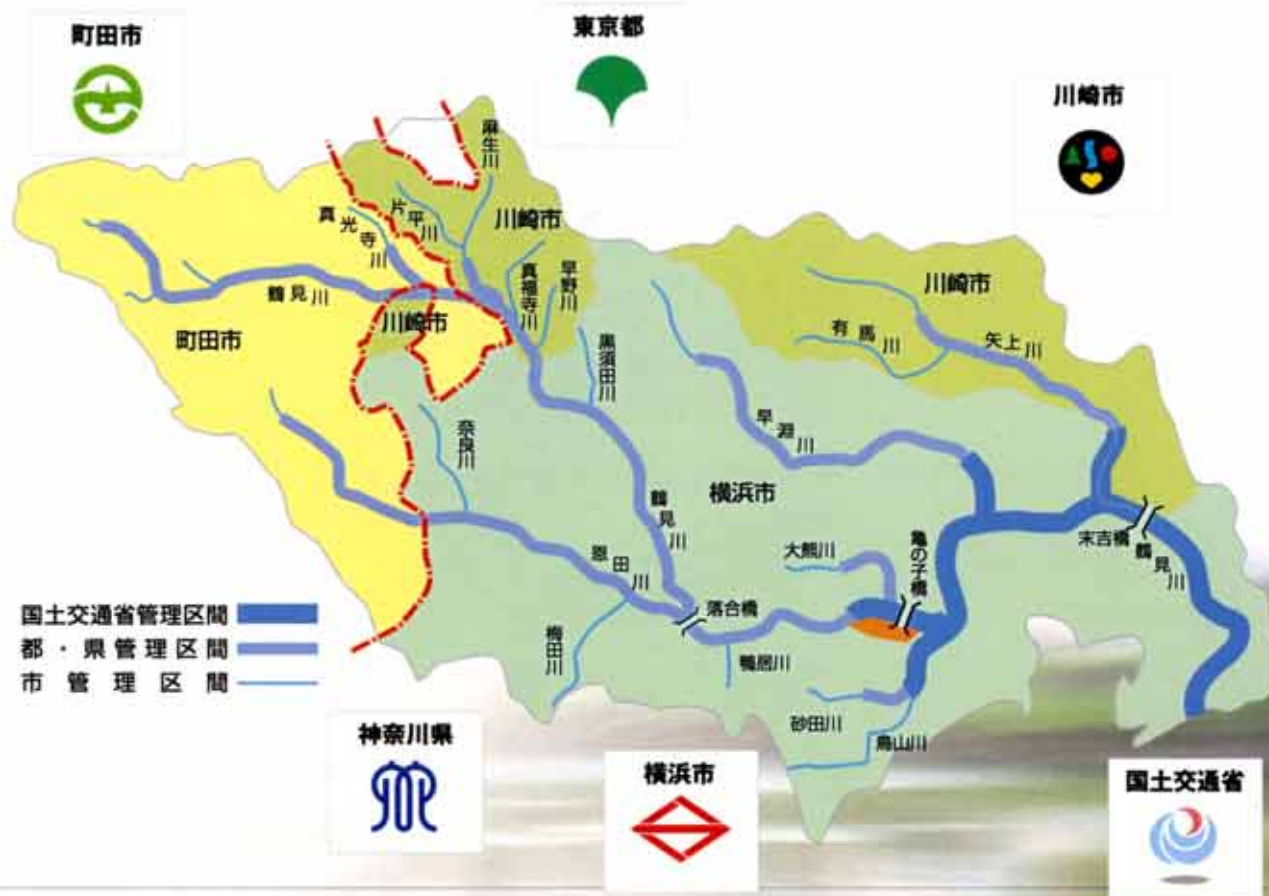 町田市
東京都
川崎市
麻生川
片平川
真光寺川
川崎市
真福寺川
早野川
鶴見川
川崎市
町田市
黒須田川
奈良川
川崎市
有馬川
矢上川
早淵川
横浜市
鶴見川
恩田川
大熊川
亀の子橋
末吉橋
鶴見川
落合橋
梅田川
鴨居川
砂田川
鳥山川
国土交通省管理区間
都・県管理区間
市管理区間
神奈川県
横浜市
国土交通省